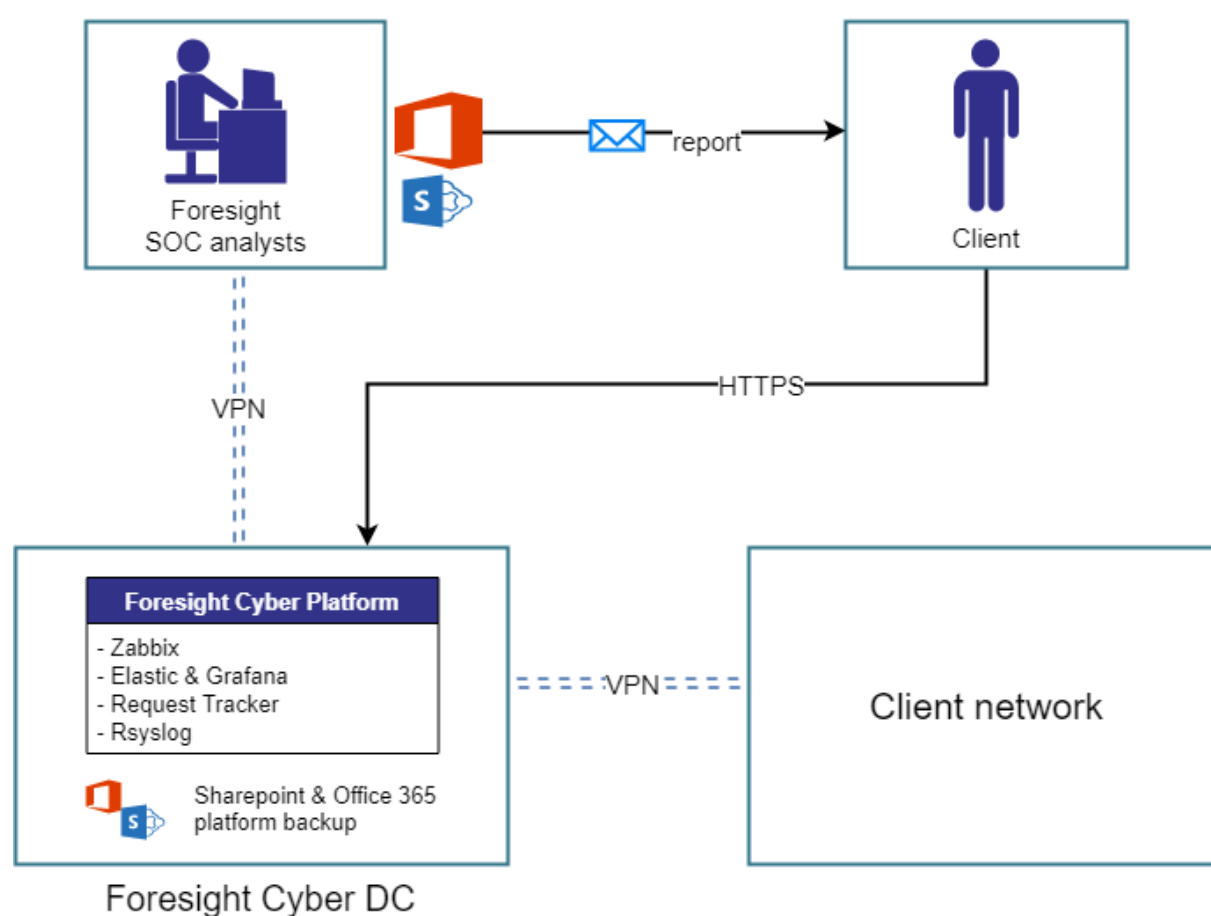 Foresight
SOC analysts
S
report
Client
HTTPS
VPN
Foresight Cyber Platform
- Zabbix
- Elastic & Grafana
- Request Tracker
- Rsyslog
S
Sharepoint & Office 365
platform backup
Foresight Cyber DC
VPN
Client network